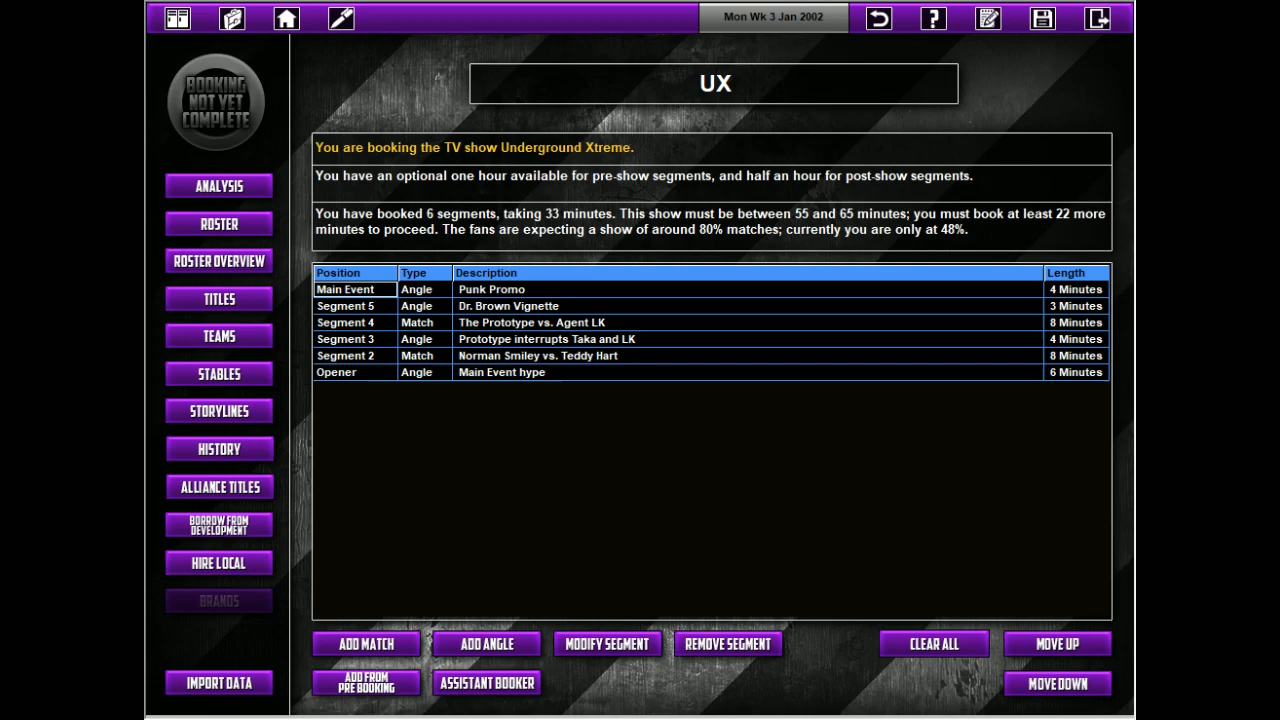 Mon Wk 3 Jan 2002
BOOKING
NOT YET
COMPLETE
UX
You are booking the TV show Underground Xtreme.
You have an optional one hour available for pre-show segments, and half an hour for post-show segments.
You have booked 6 segments, taking 33 minutes. This show must be between 55 and 65 minutes; you must book at least 22 more
minutes to proceed. The fans are expecting a show of around 80% matches; currently you are only at 48%.
ANALYSIS
ROSTER
ROSTER OVERVIEW
TITLES
TEAMS
STABLES
STORYLINES
HISTORY
ALLIANCE TITLES
BORROW FROM
DEVELOPMENT
HIRE LOCAL
BRANDS
IMPORT DATA
Position Type Description Length
Main Event Angle Punk Promo 4 Minutes
Segment 5 Angle Dr. Brown Vignette 3 Minutes
Segment 4 Match The Prototype vs. Agent LK 8 Minutes
Segment 3 Angle Prototype interrupts Taka and LK 4 Minutes
Segment 2 Match Norman Smiley vs. Teddy Hart 8 Minutes
Opener Angle Main Event hype 6 Minutes
ADD MATCH ADD ANGLE MODIFY SEGMENT REMOVE SEGMENT CLEAR ALL MOVE UP
ADD FROM
PRE BOOKING
ASSISTANT BOOKER MOVE DOWN